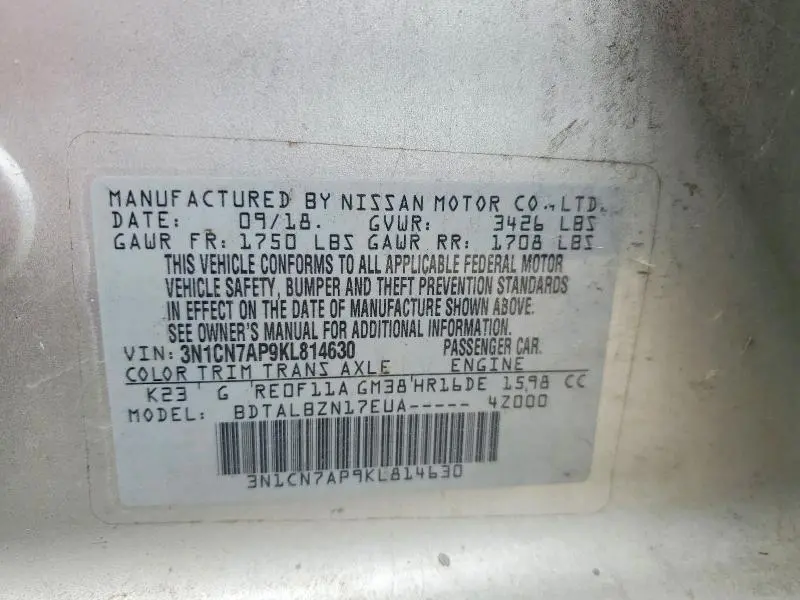 MANUFACTURED BY NISSAN MOTOR CO.,LTD.
DATE: 09/18. GVWR: 3426 LBS
GAWR FR: 1750 LBS GAWR RR: 1708 LBS
THIS VEHICLE CONFORMS TO ALL APPLICABLE FEDERAL MOTOR
VEHICLE SAFETY, BUMPER AND THEFT PREVENTION STANDARDS
IN EFFECT ON THE DATE OF MANUFACTURE SHOWN ABOVE.
SEE OWNER'S MANUAL FOR ADDITIONAL INFORMATION.
VIN: 3N1CN7AP9KL814630 PASSENGER CAR.
COLOR TRIM TRANS AXLE ENGINE
K23 G RE0F11A GM38 HR16DE 1598 CC
MODEL: BDTALBZN17EUA----- 42000
3N1CN7AP9KL814630